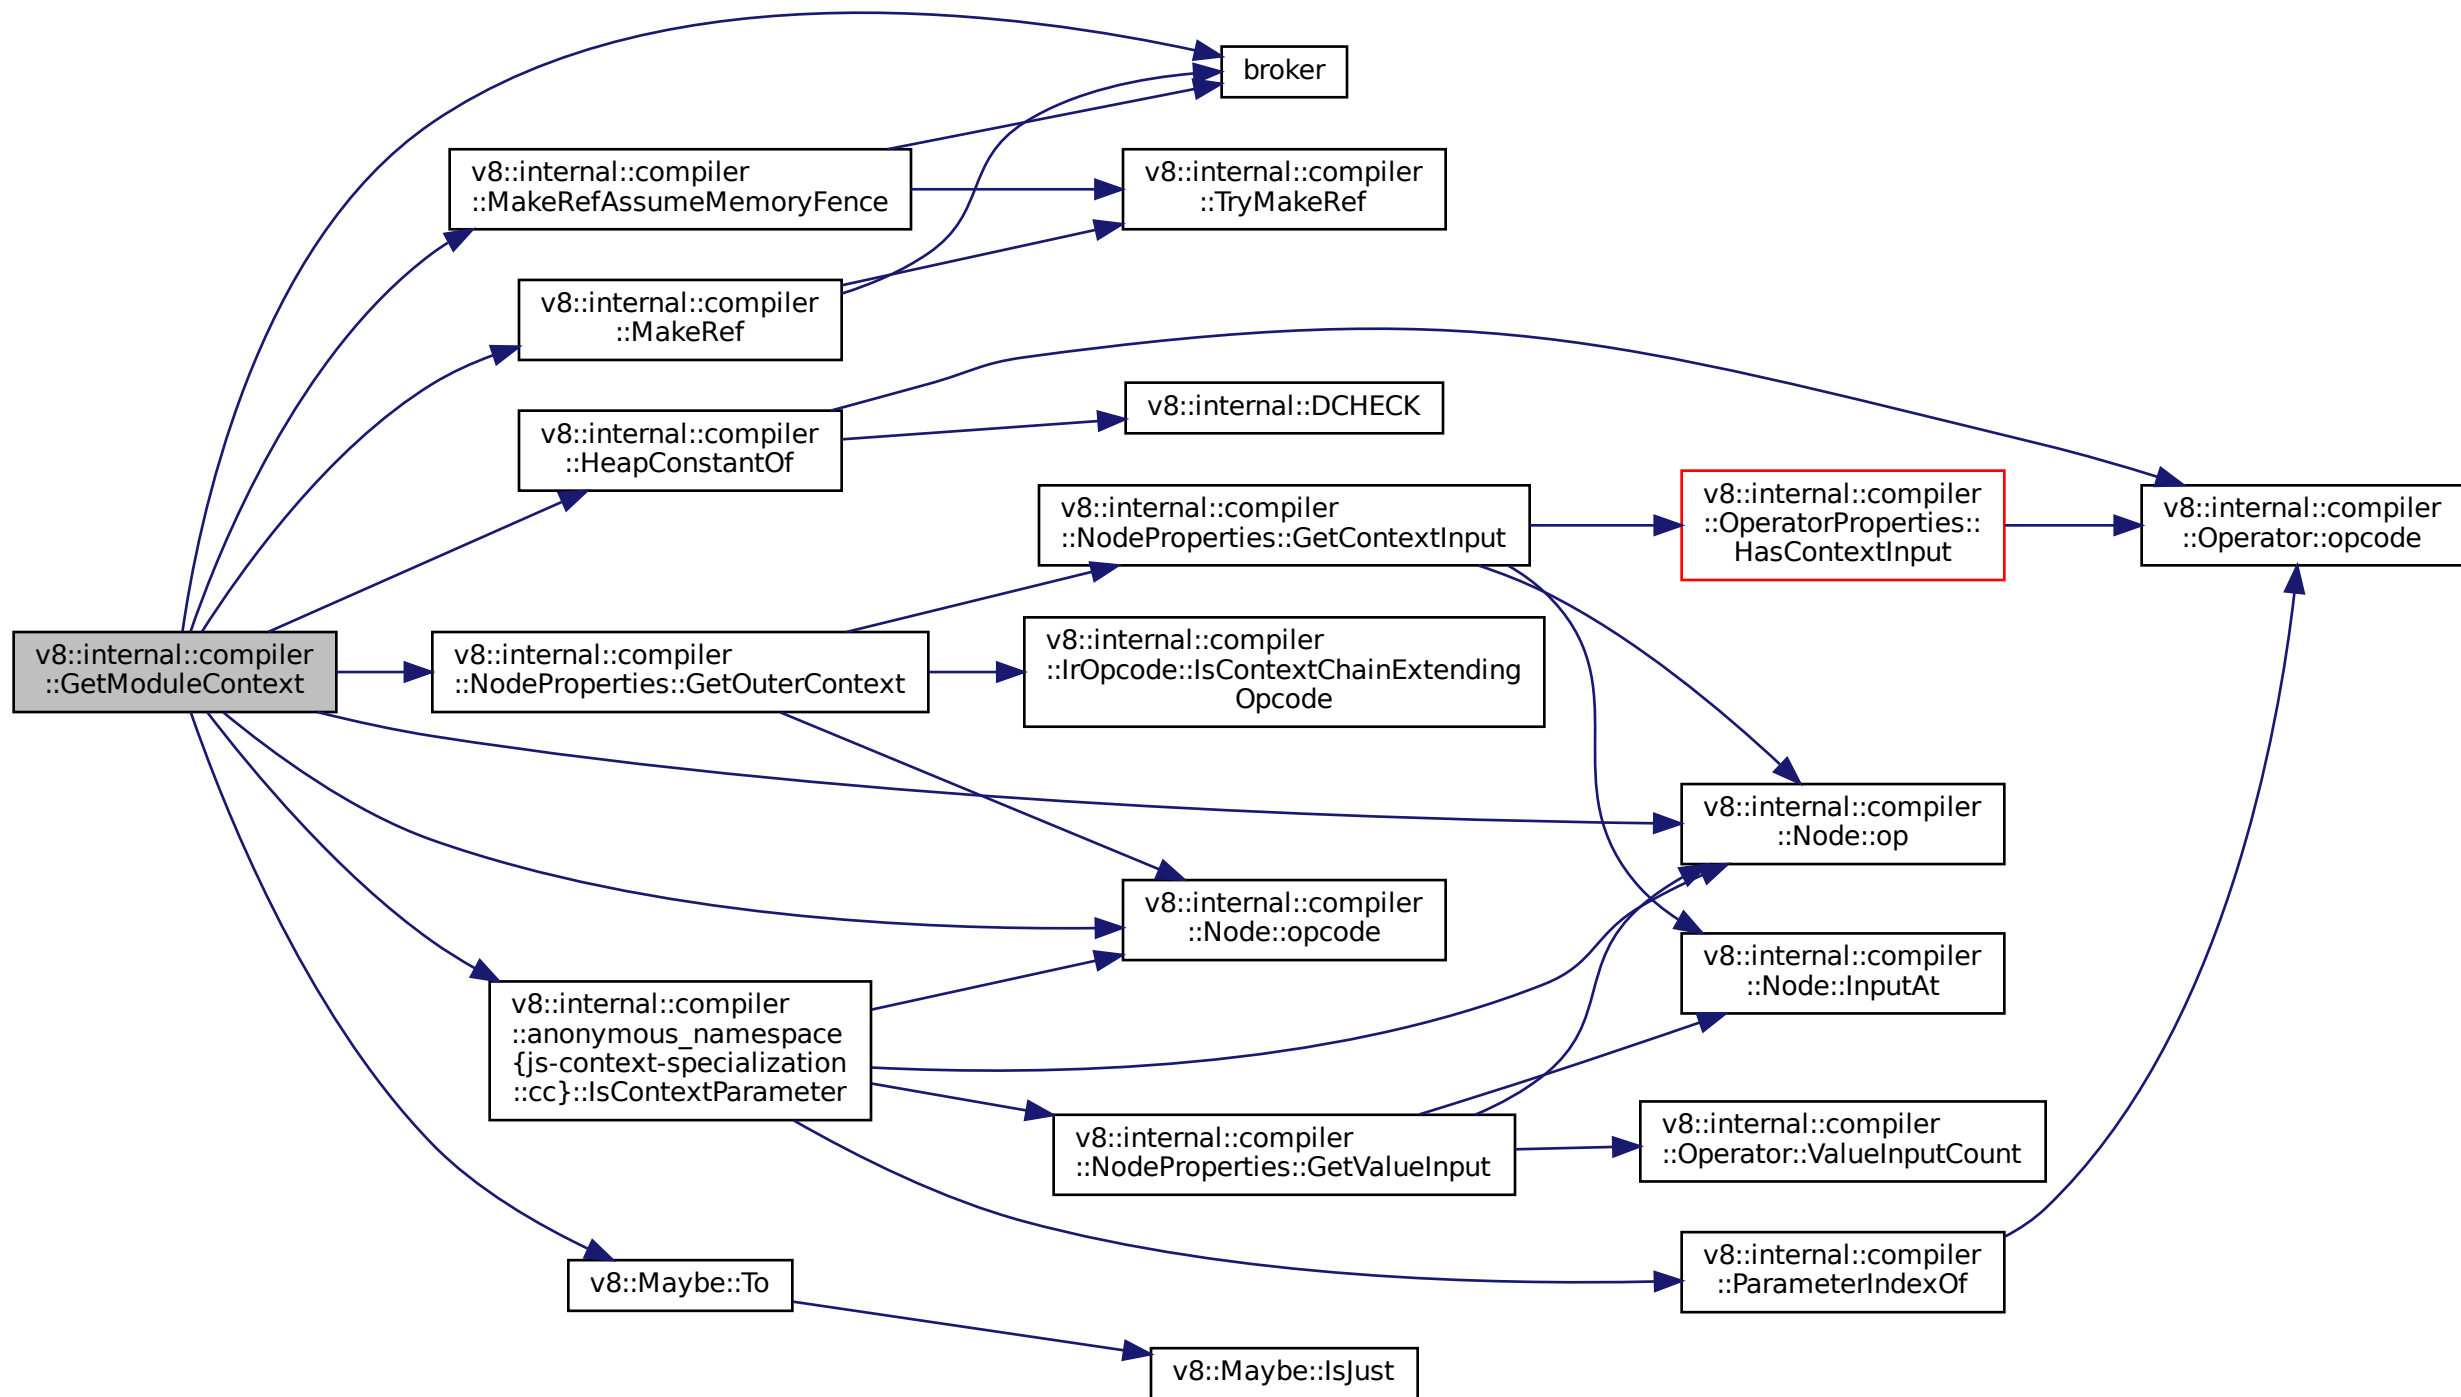 broker
v8::internal::compiler
::MakeRefAssumeMemoryFence
v8::internal::compiler
::TryMakeRef
v8::internal::compiler
::MakeRef
v8::internal::DCHECK
v8::internal::compiler
::HeapConstantOf
v8::internal::compiler
::NodeProperties::GetContextInput
v8::internal::compiler
::OperatorProperties::
HasContextInput
v8::internal::compiler
::Operator::opcode
v8::internal::compiler
::GetModuleContext
v8::internal::compiler
::NodeProperties::GetOuterContext
v8::internal::compiler
::IrOpcode::IsContextChainExtending
Opcode
v8::internal::compiler
::Node::op
v8::internal::compiler
::Node::opcode
v8::internal::compiler
::Node::InputAt
v8::internal::compiler
::anonymous_namespace
{js-context-specialization
::cc}::IsContextParameter
v8::internal::compiler
::NodeProperties::GetValueInput
v8::internal::compiler
::Operator::ValueInputCount
v8::internal::compiler
::ParameterIndexOf
v8::Maybe::To
v8::Maybe::IsJust